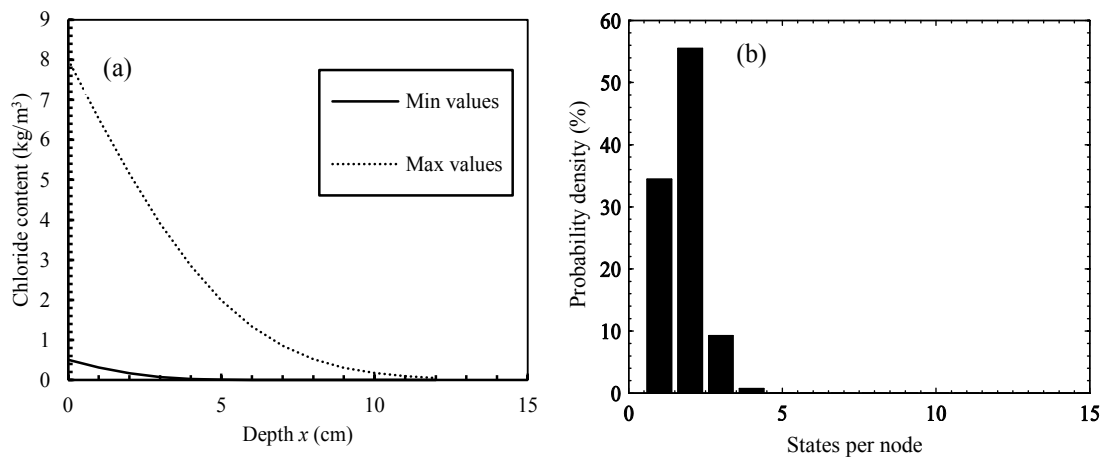 9
8
7
6
5
4
3
2
1
0
Chloride content (kg/m³)
(a)
Min values
Max values
0 5 10 15
Depth x (cm)
60
50
40
30
20
10
0
Probability density (%)
(b)
0 5 10 15
States per node